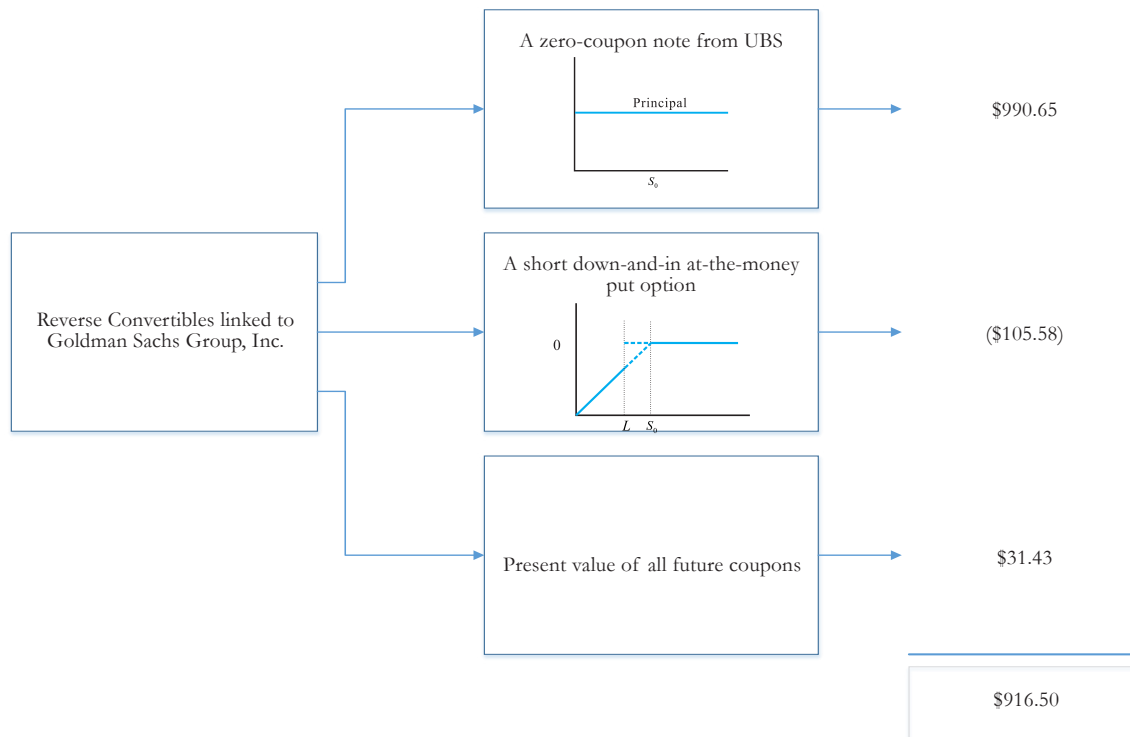 A zero-coupon note from UBS
Principal
S₀
$990.65
Reverse Convertibles linked to
Goldman Sachs Group, Inc.
A short down-and-in at-the-money
put option
0
L S₀
($105.58)
Present value of all future coupons
$31.43
$916.50